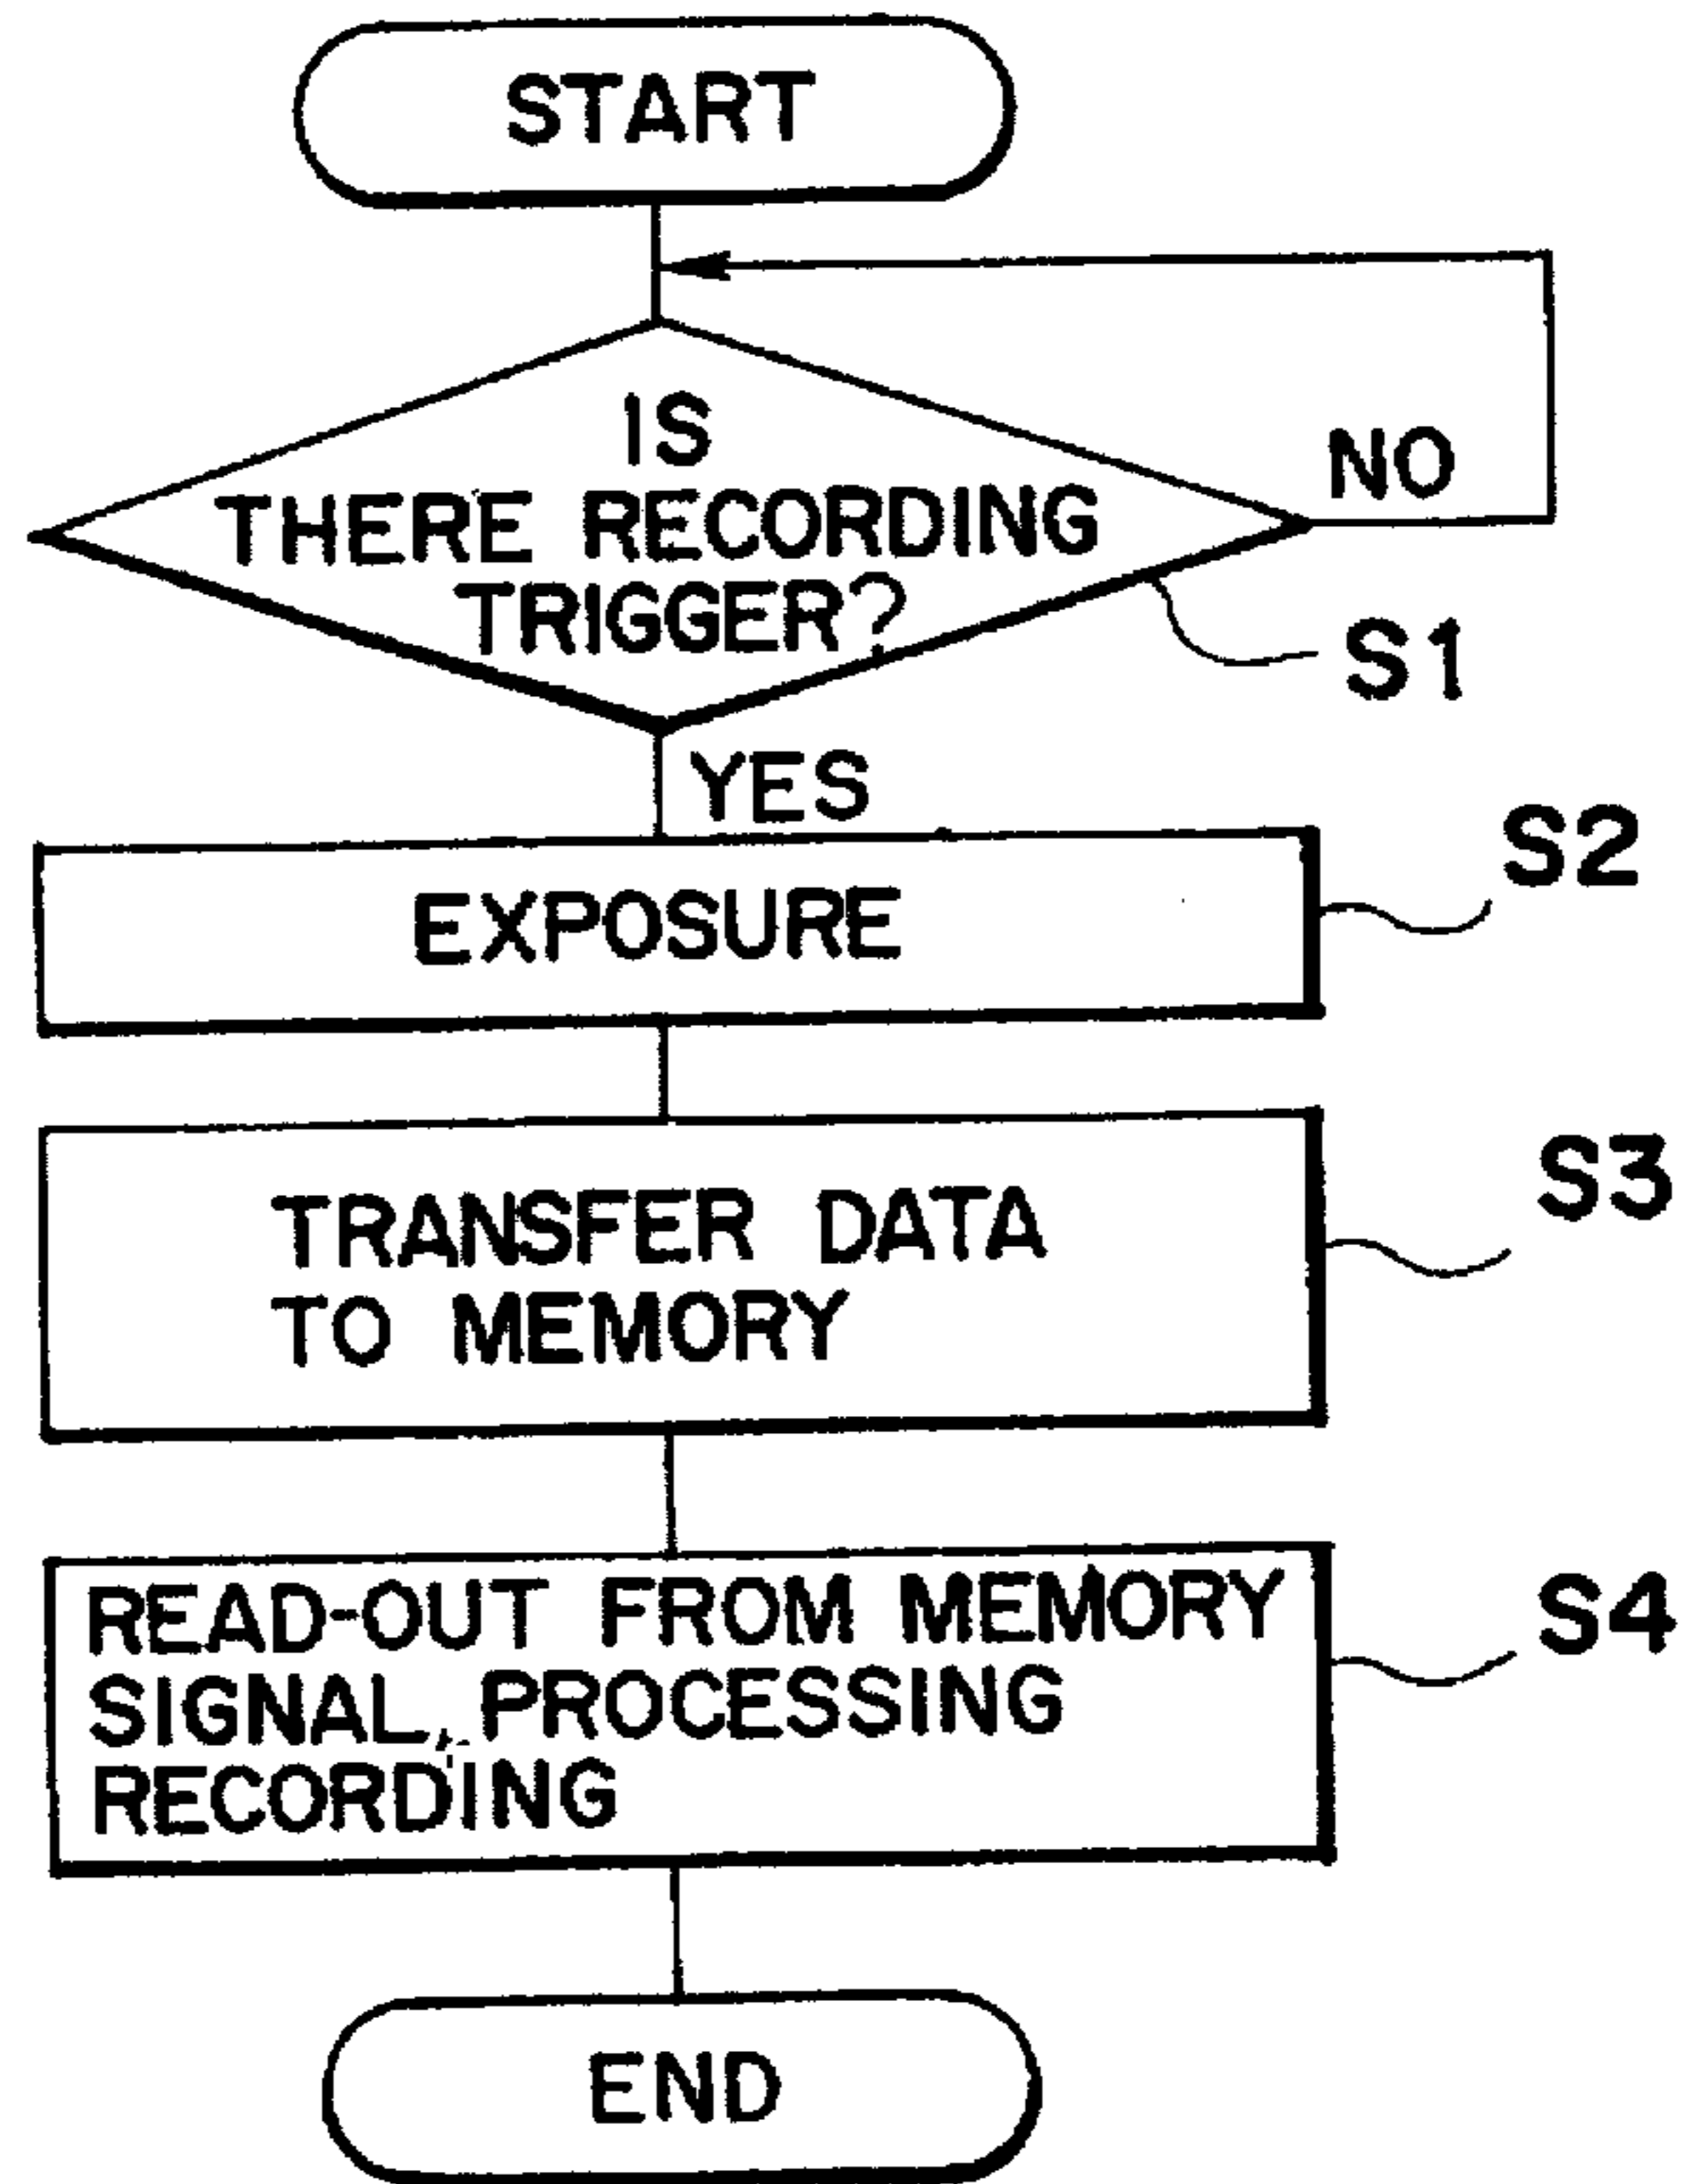 START
IS
THERE RECORDING
TRIGGER?
NO
S1
YES
S2
EXPOSURE
S3
TRANSFER DATA
TO MEMORY
S4
READ-OUT FROM MEMORY
SIGNAL, PROCESSING
RECORDING
END